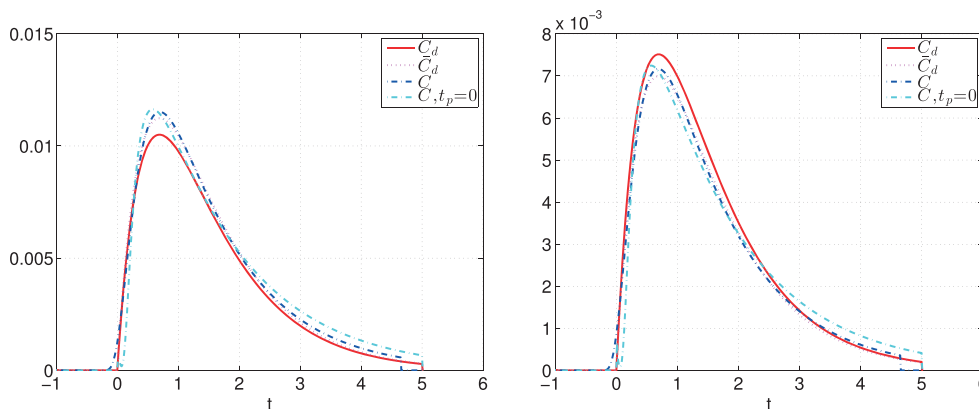 0.015
0.01
0.005
0
−1 0 1 2 3 4 5 6
t
C_d
C̄_d
C
C, t_p=0
x 10⁻³
8
7
6
5
4
3
2
1
0
−1 0 1 2 3 4 5
t
C_d
C̄_d
C
C, t_p=0